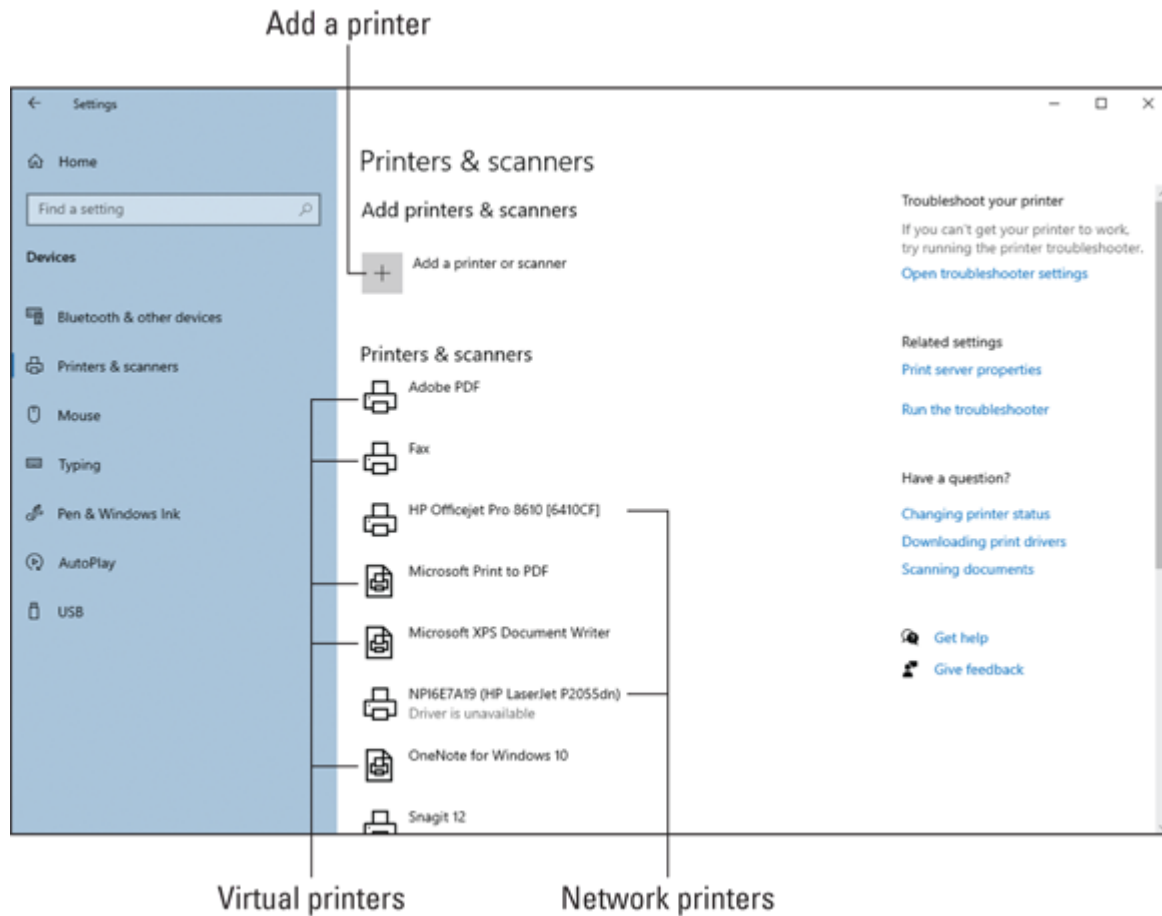 Add a printer
Settings
Home
Find a setting
Devices
Bluetooth & other devices
Printers & scanners
Mouse
Typing
Pen & Windows Ink
AutoPlay
USB
Printers & scanners
Add printers & scanners
Add a printer or scanner
Printers & scanners
Adobe PDF
Fax
HP Officejet Pro 8610 [6410CF]
Microsoft Print to PDF
Microsoft XPS Document Writer
NPI6E7A19 (HP LaserJet P2055dn)
Driver is unavailable
OneNote for Windows 10
Snagit 12
Troubleshoot your printer
If you can't get your printer to work,
try running the printer troubleshooter.
Open troubleshooter settings
Related settings
Print server properties
Run the troubleshooter
Have a question?
Changing printer status
Downloading print drivers
Scanning documents
Get help
Give feedback
Virtual printers
Network printers